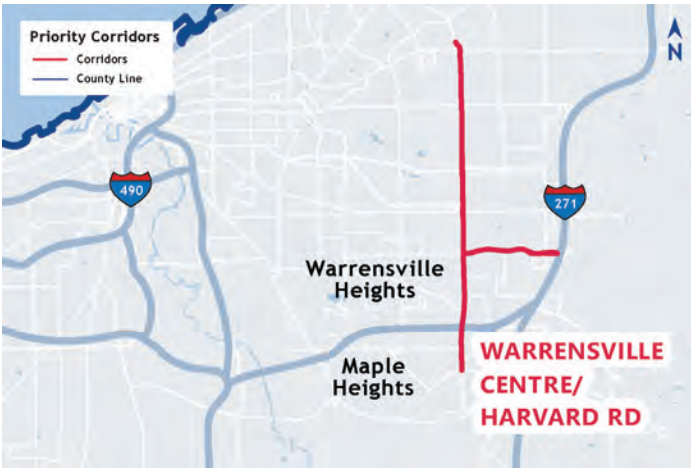 Priority Corridors
Corridors
County Line
N
490
271
Warrensville
Heights
Maple
Heights
WARRENSVILLE
CENTRE/
HARVARD RD